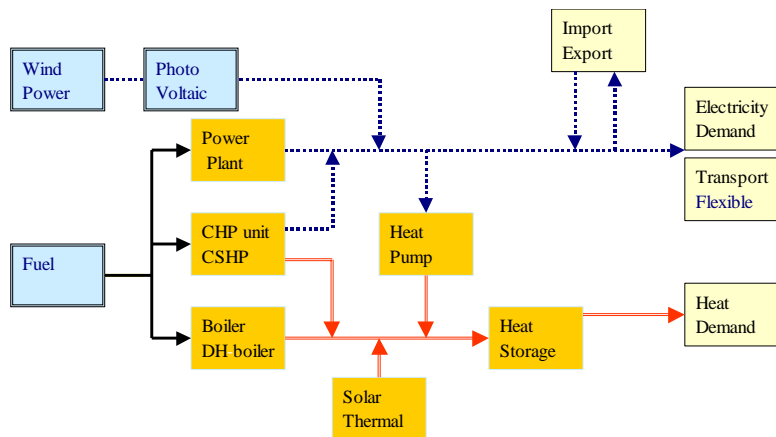 Import
Export
Wind
Power
Photo
Voltaic
Electricity
Demand
Power
Plant
Transport
Flexible
CHP unit
CSHP
Heat
Pump
Fuel
Boiler
DH-boiler
Heat
Storage
Heat
Demand
Solar
Thermal